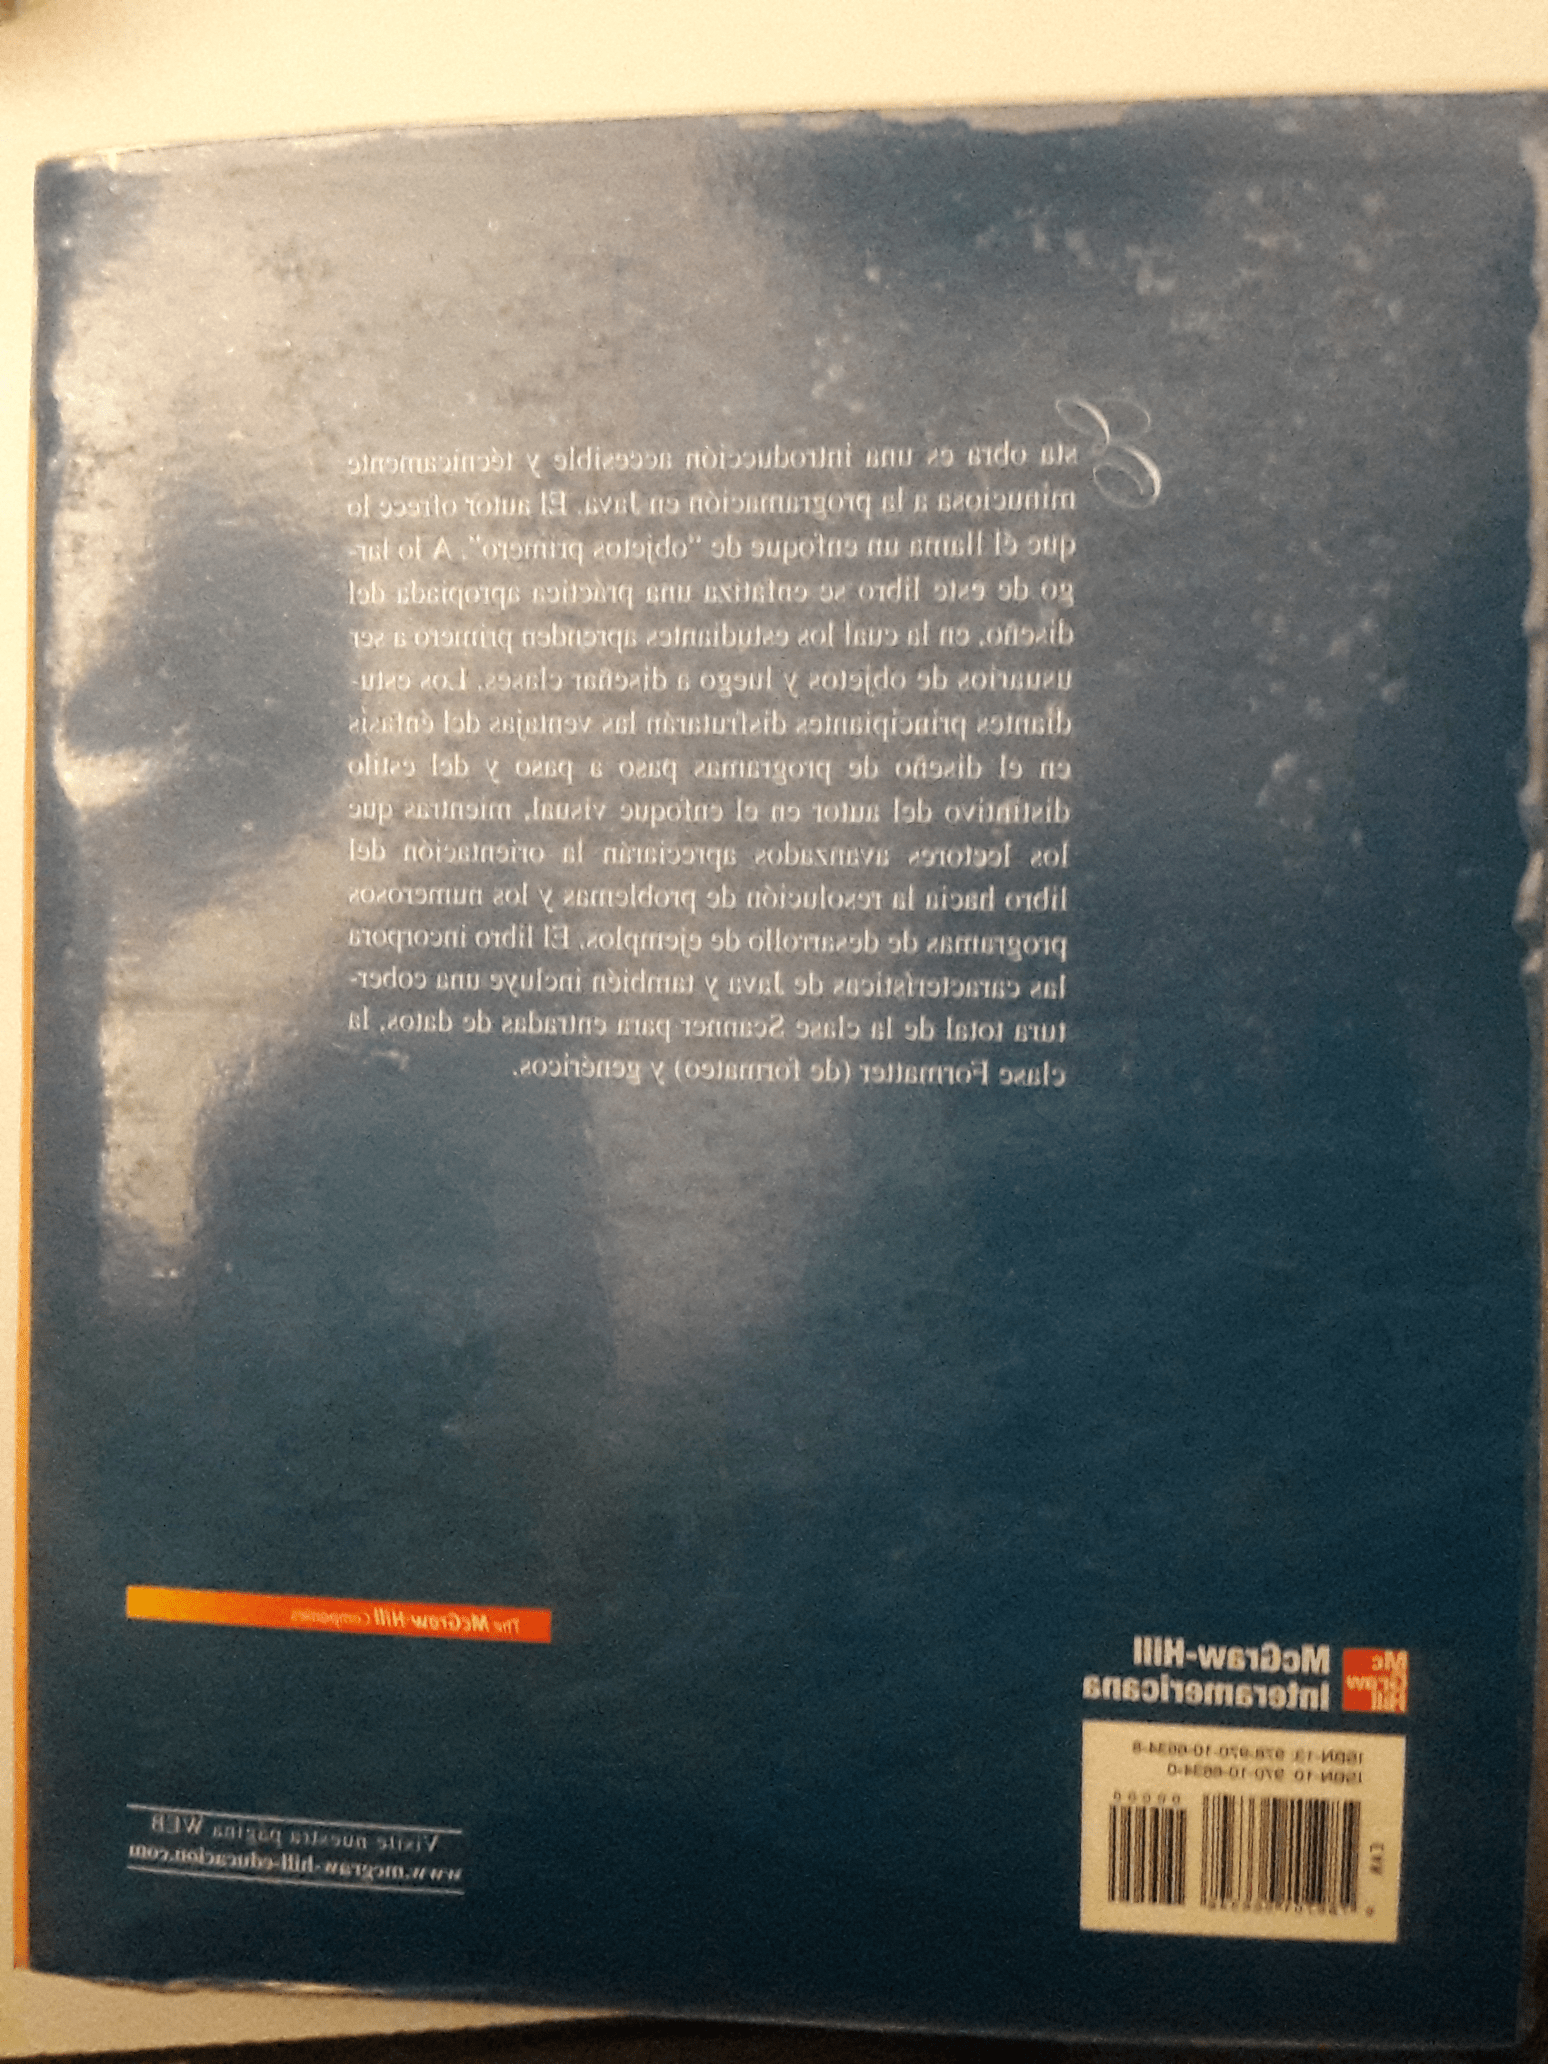 Esta obra es una introducción accesible y técnicamente
minuciosa a la programación en Java. El autor ofrece lo
que él llama un enfoque de "objetos primero". A lo lar-
go de este libro se enfatiza una práctica apropiada del
diseño, en la cual los estudiantes aprenden primero a ser
usuarios de objetos y luego a diseñar clases. Los estu-
diantes principiantes disfrutarán las ventajas del énfasis
en el diseño de programas paso a paso y del estilo
distintivo del autor en el enfoque visual, mientras que
los lectores avanzados apreciarán la orientación del
libro hacia la resolución de problemas y los numerosos
programas de desarrollo de ejemplos. El libro incorpora
las características de Java y también incluye una cober-
tura total de la clase Scanner para entradas de datos, la
clase Formatter (de formateo) y genéricos.
The McGraw-Hill Companies
Mc
Graw
Hill
McGraw-Hill
Interamericana
ISBN-13: 978-970-10-6634-8
ISBN-10: 970-10-6634-0
00000
Visite nuestra página WEB
www.mcgraw-hill-educacion.com